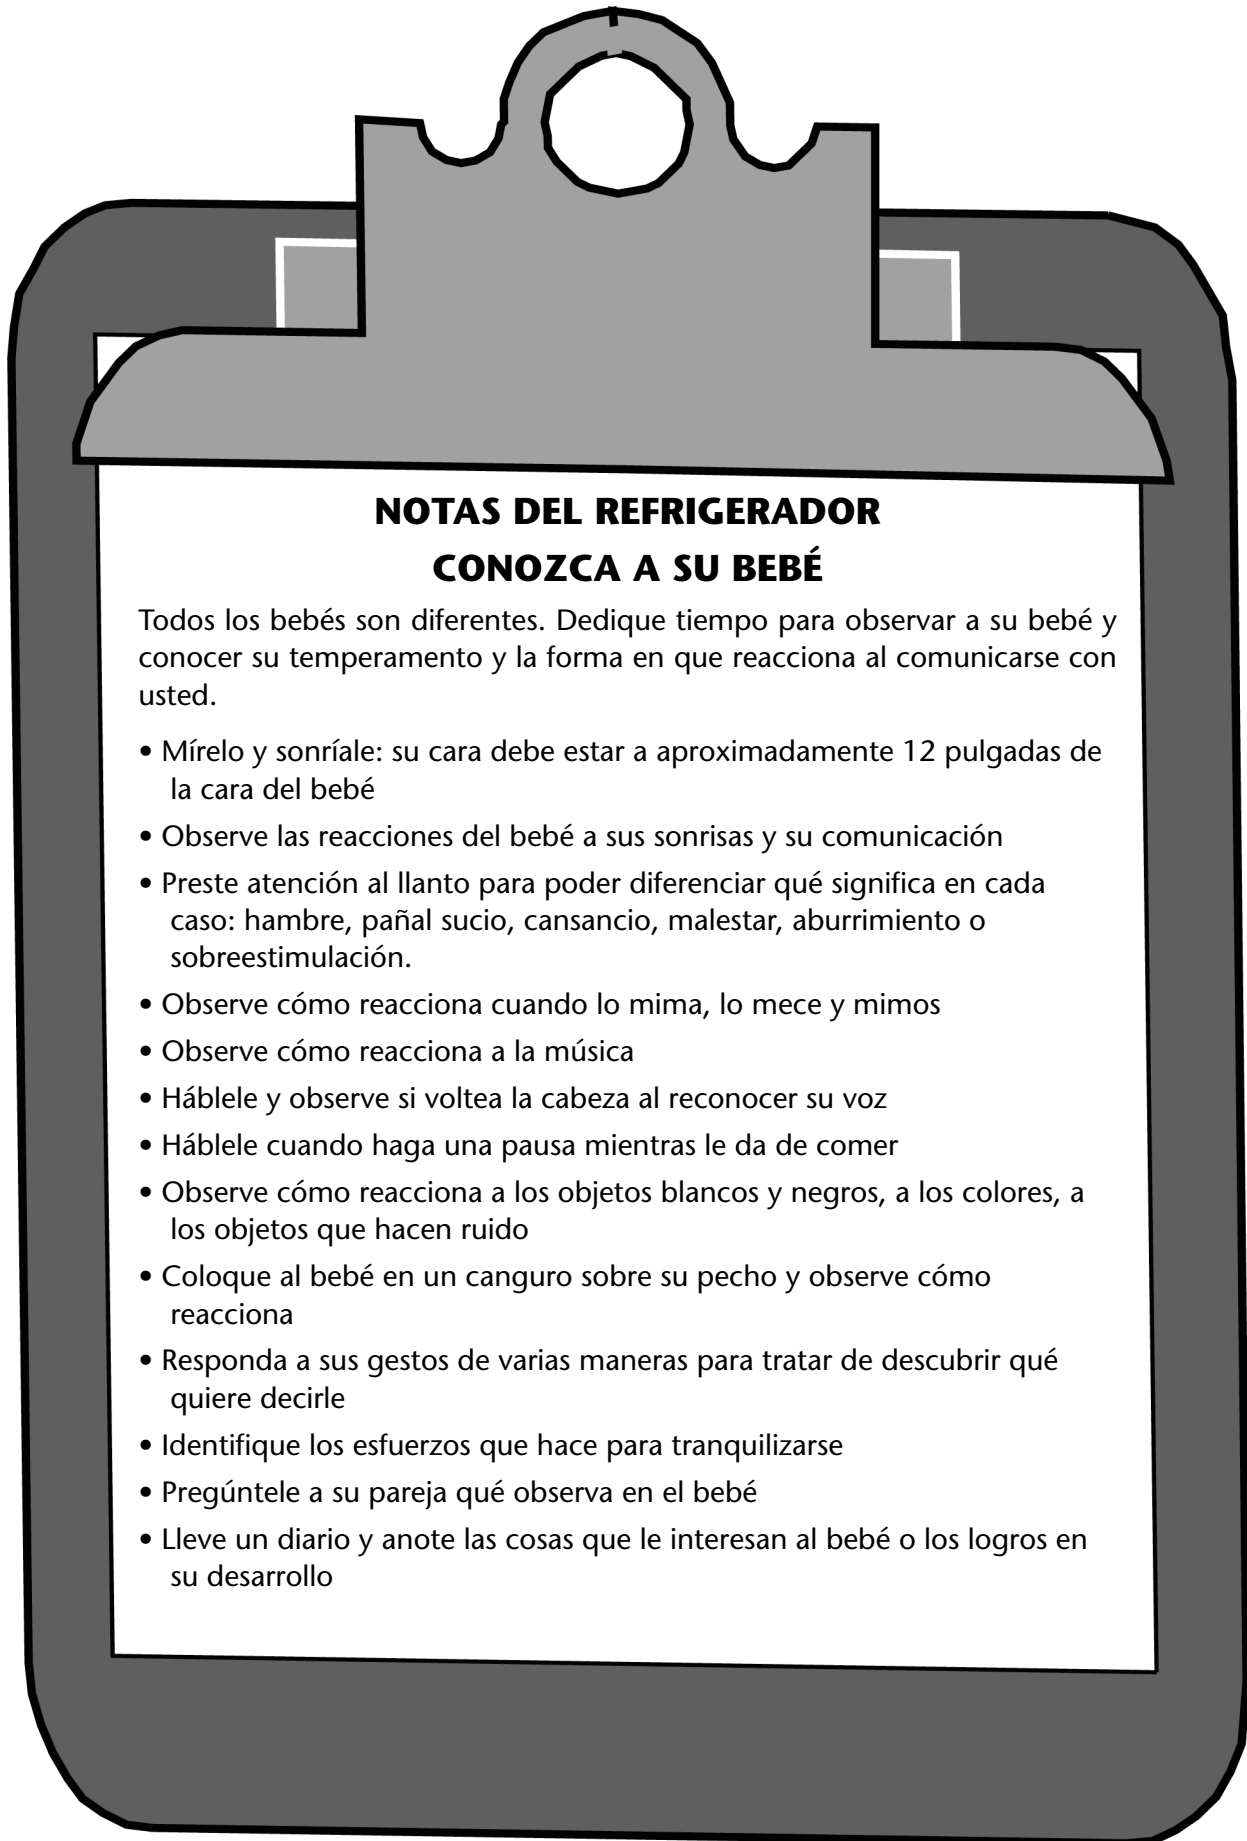 NOTAS DEL REFRIGERADOR
CONOZCA A SU BEBÉ
Todos los bebés son diferentes. Dedique tiempo para observar a su bebé y
conocer su temperamento y la forma en que reacciona al comunicarse con
usted.
• Mírelo y sonríale: su cara debe estar a aproximadamente 12 pulgadas de
la cara del bebé
• Observe las reacciones del bebé a sus sonrisas y su comunicación
• Preste atención al llanto para poder diferenciar qué significa en cada
caso: hambre, pañal sucio, cansancio, malestar, aburrimiento o
sobreestimulación.
• Observe cómo reacciona cuando lo mima, lo mece y mimos
• Observe cómo reacciona a la música
• Háblele y observe si voltea la cabeza al reconocer su voz
• Háblele cuando haga una pausa mientras le da de comer
• Observe cómo reacciona a los objetos blancos y negros, a los colores, a
los objetos que hacen ruido
• Coloque al bebé en un canguro sobre su pecho y observe cómo
reacciona
• Responda a sus gestos de varias maneras para tratar de descubrir qué
quiere decirle
• Identifique los esfuerzos que hace para tranquilizarse
• Pregúntele a su pareja qué observa en el bebé
• Lleve un diario y anote las cosas que le interesan al bebé o los logros en
su desarrollo